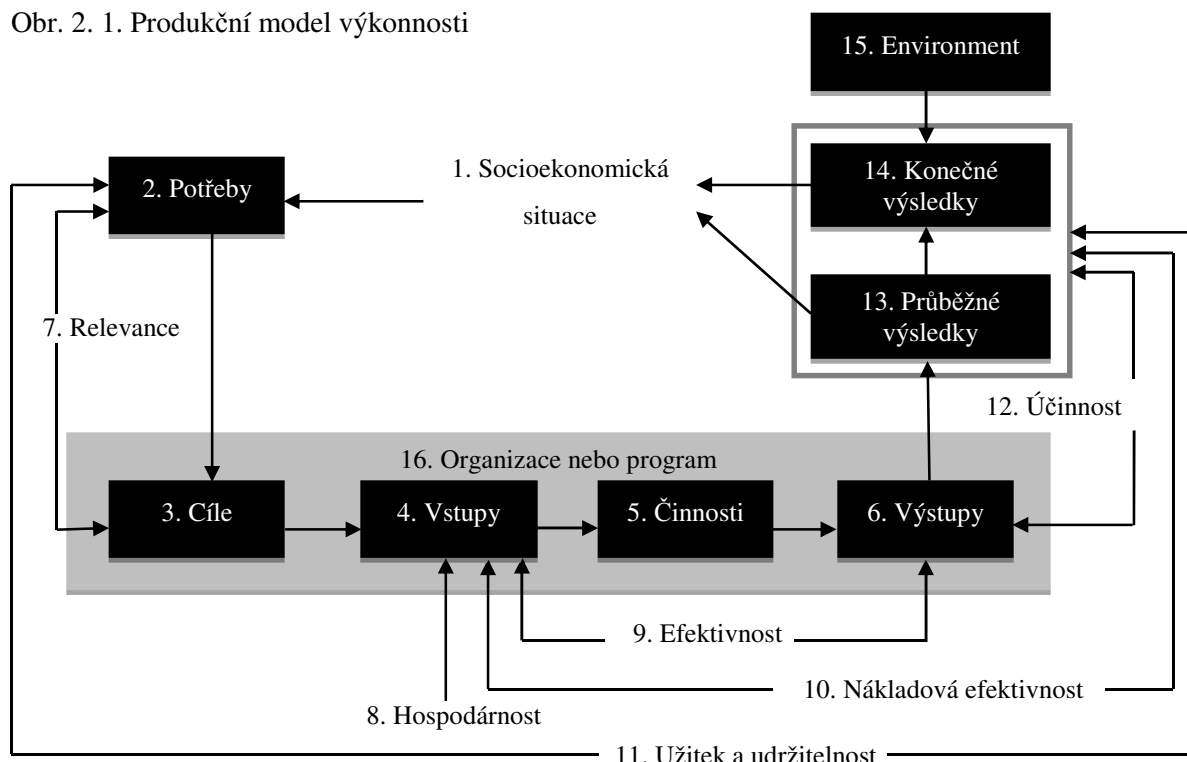 Obr. 2. 1. Produkční model výkonnosti
15. Environment
1. Socioekonomická
situace
2. Potřeby
14. Konečné
výsledky
13. Průběžné
výsledky
7. Relevance
12. Účinnost
16. Organizace nebo program
3. Cíle
4. Vstupy
5. Činnosti
6. Výstupy
9. Efektivnost
10. Nákladová efektivnost
8. Hospodárnost
11. Užitek a udržitelnost